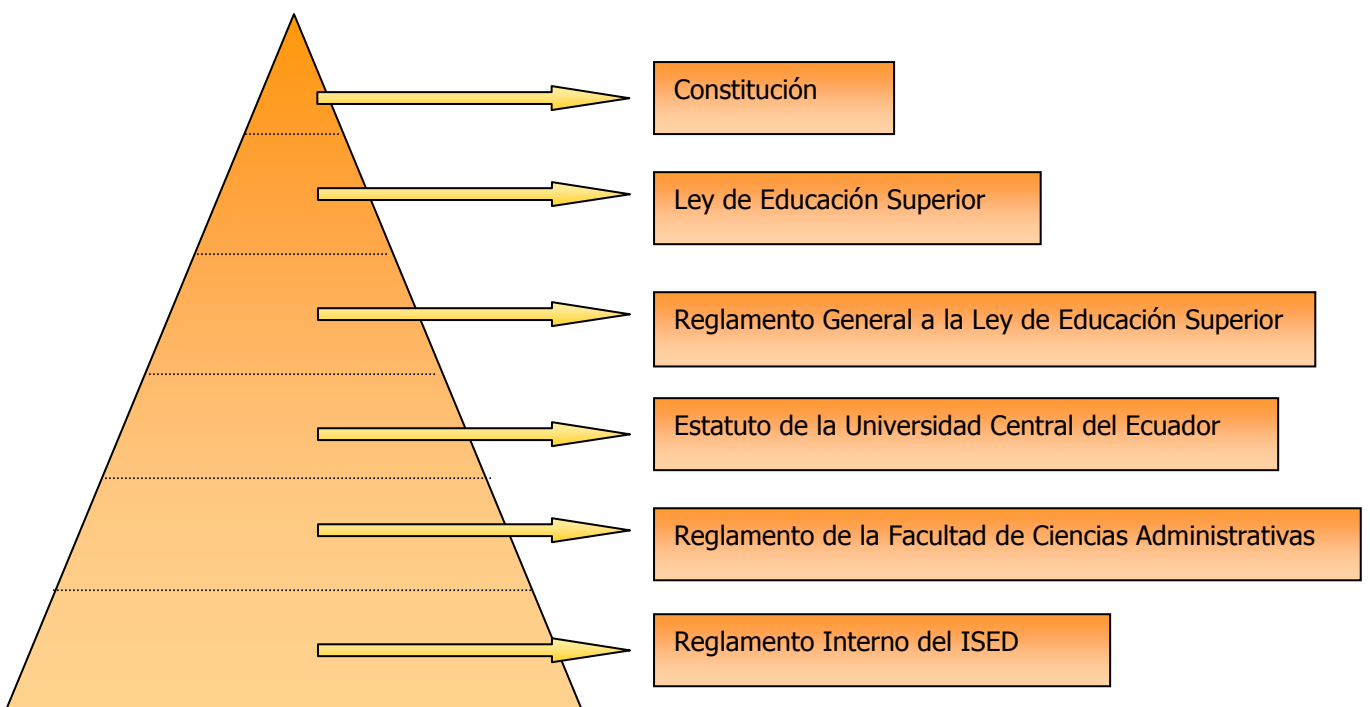 Constitución
Ley de Educación Superior
Reglamento General a la Ley de Educación Superior
Estatuto de la Universidad Central del Ecuador
Reglamento de la Facultad de Ciencias Administrativas
Reglamento Interno del ISED